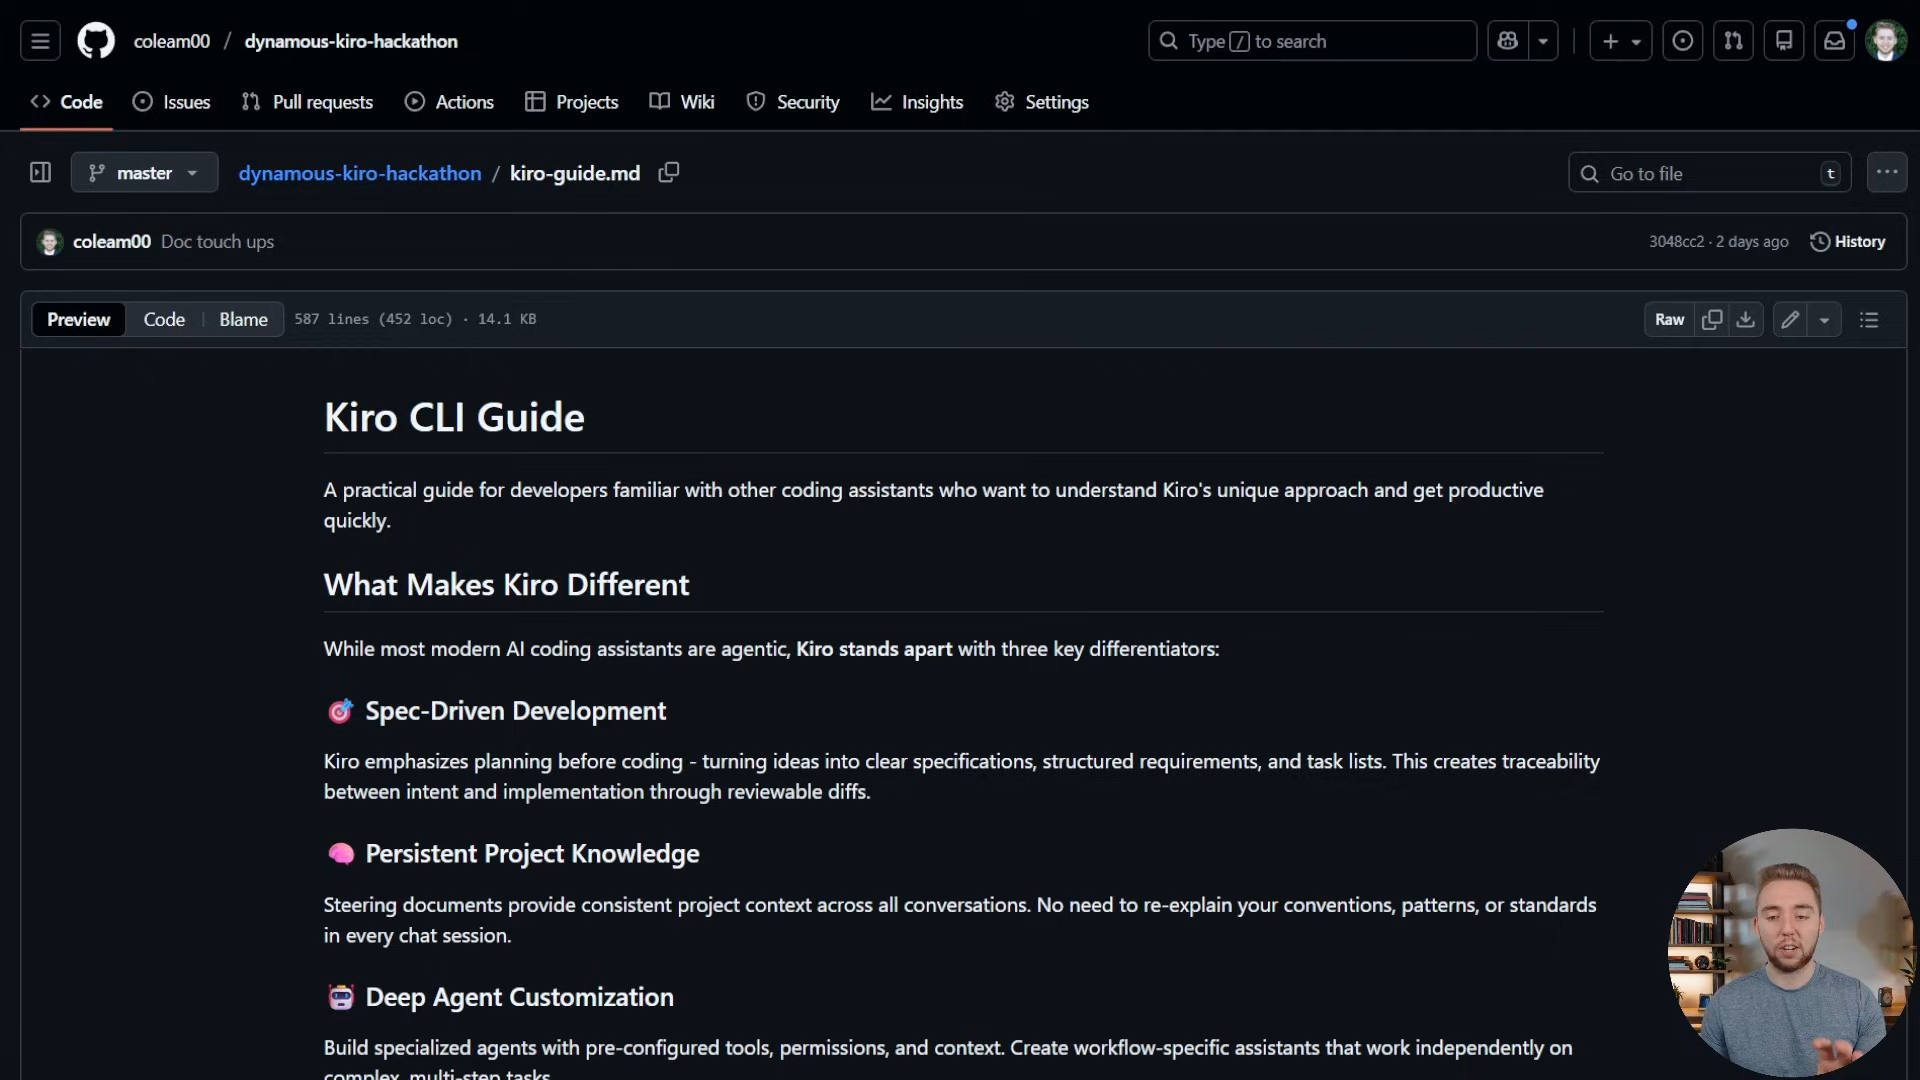 coleam00 / dynamous-kiro-hackathon
Type / to search
Code
Issues
Pull requests
Actions
Projects
Wiki
Security
Insights
Settings
master
dynamous-kiro-hackathon / kiro-guide.md
Go to file
t
coleam00 Doc touch ups
3048cc2 · 2 days ago
History
Preview
Code
Blame
587 lines (452 loc) · 14.1 KB
Raw
Kiro CLI Guide
A practical guide for developers familiar with other coding assistants who want to understand Kiro's unique approach and get productive
quickly.
What Makes Kiro Different
While most modern AI coding assistants are agentic, Kiro stands apart with three key differentiators:
🎯 Spec-Driven Development
Kiro emphasizes planning before coding - turning ideas into clear specifications, structured requirements, and task lists. This creates traceability
between intent and implementation through reviewable diffs.
🧠 Persistent Project Knowledge
Steering documents provide consistent project context across all conversations. No need to re-explain your conventions, patterns, or standards
in every chat session.
🤖 Deep Agent Customization
Build specialized agents with pre-configured tools, permissions, and context. Create workflow-specific assistants that work independently on
complex, multi-step tasks.